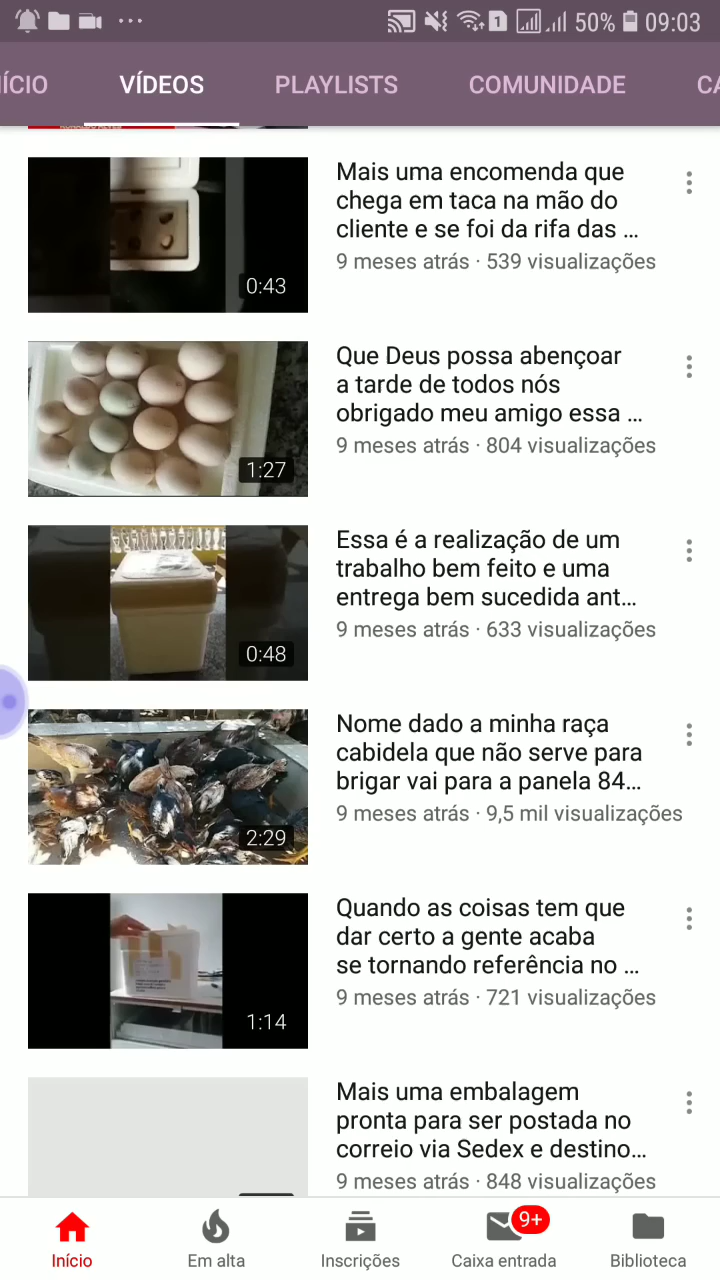 1
50%
09:03
ÍCIO
VÍDEOS
PLAYLISTS
COMUNIDADE
CA
Mais uma encomenda que
chega em taca na mão do
cliente e se foi da rifa das ...
9 meses atrás · 539 visualizações
0:43
Que Deus possa abençoar
a tarde de todos nós
obrigado meu amigo essa ...
9 meses atrás · 804 visualizações
1:27
Essa é a realização de um
trabalho bem feito e uma
entrega bem sucedida ant...
9 meses atrás · 633 visualizações
0:48
Nome dado a minha raça
cabidela que não serve para
brigar vai para a panela 84...
9 meses atrás · 9,5 mil visualizações
2:29
Quando as coisas tem que
dar certo a gente acaba
se tornando referência no ...
9 meses atrás · 721 visualizações
1:14
Mais uma embalagem
pronta para ser postada no
correio via Sedex e destino...
9 meses atrás · 848 visualizações
9+
Início
Em alta
Inscrições
Caixa entrada
Biblioteca